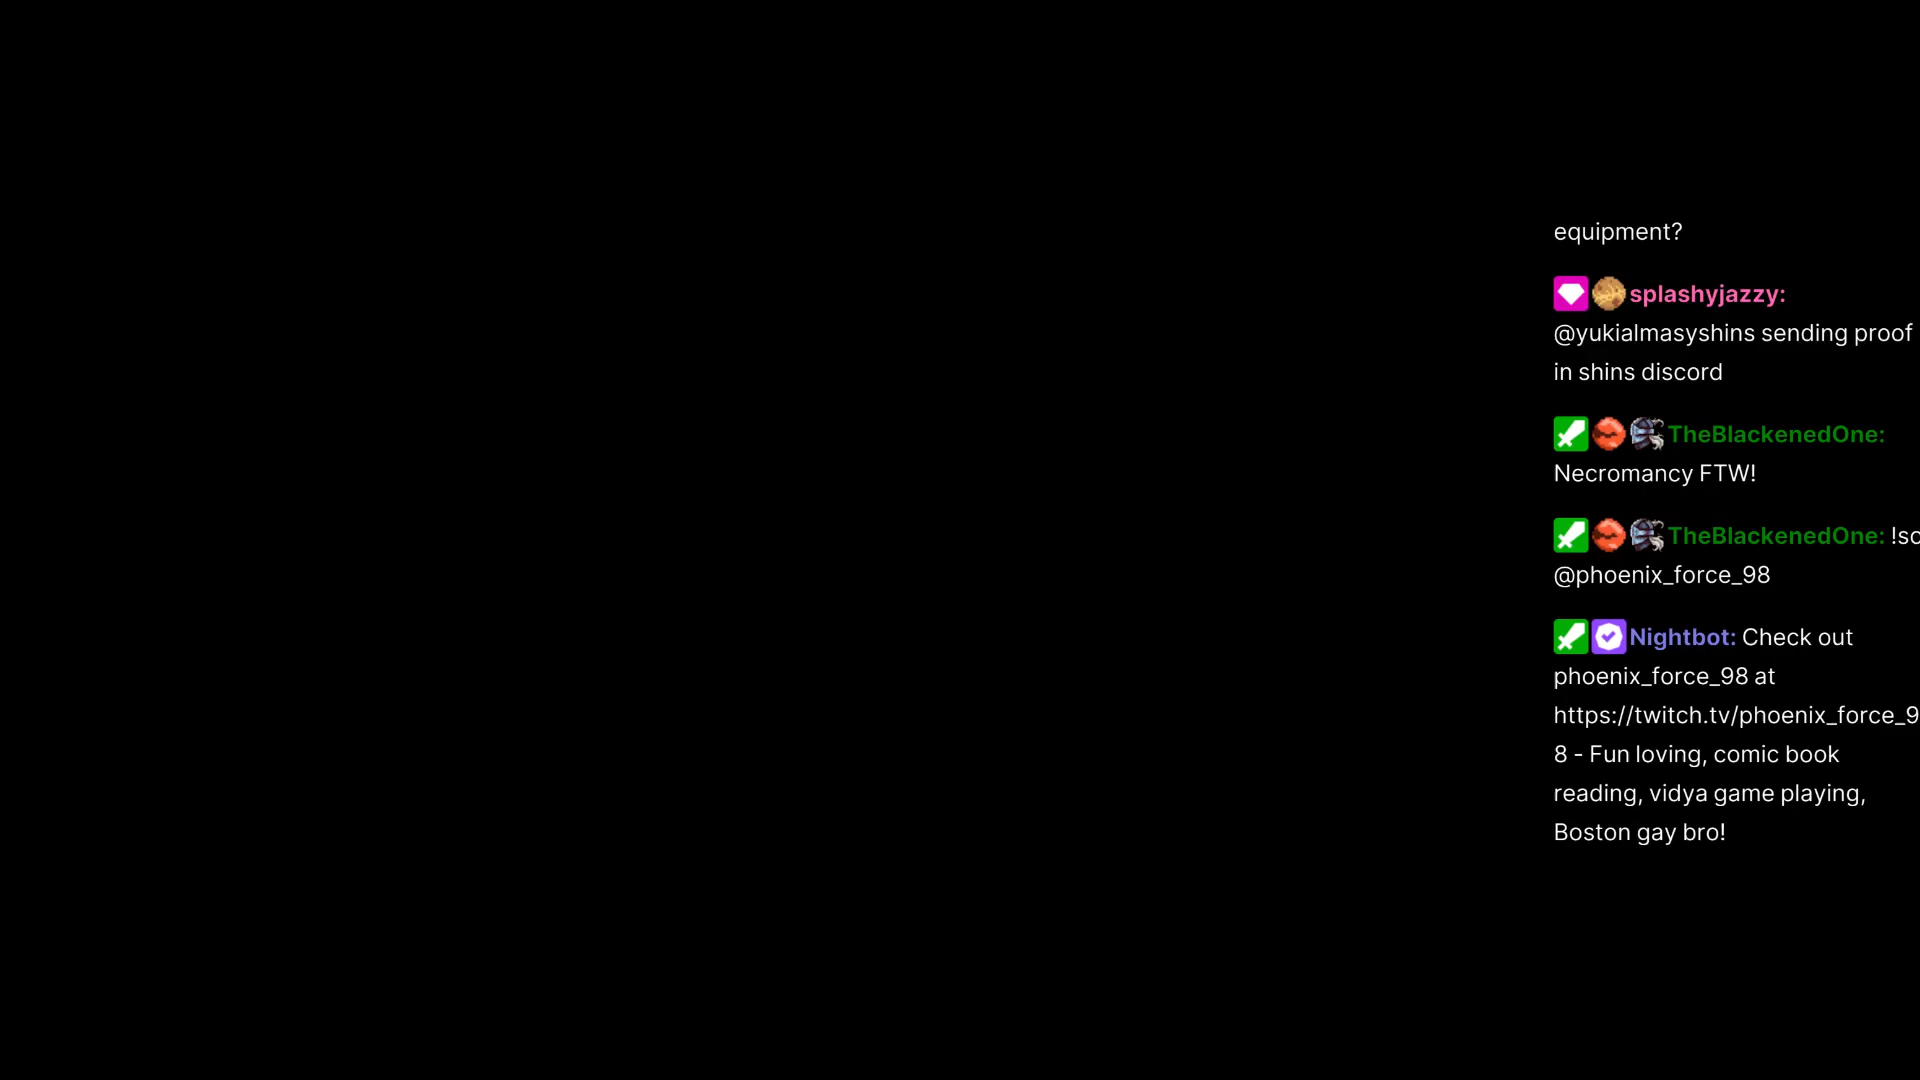 equipment?
splashyjazzy:
@yukialmasyshins sending proof
in shins discord
TheBlackenedOne:
Necromancy FTW!
TheBlackenedOne: !so
@phoenix_force_98
Nightbot: Check out
phoenix_force_98 at
https://twitch.tv/phoenix_force_9
8 - Fun loving, comic book
reading, vidya game playing,
Boston gay bro!